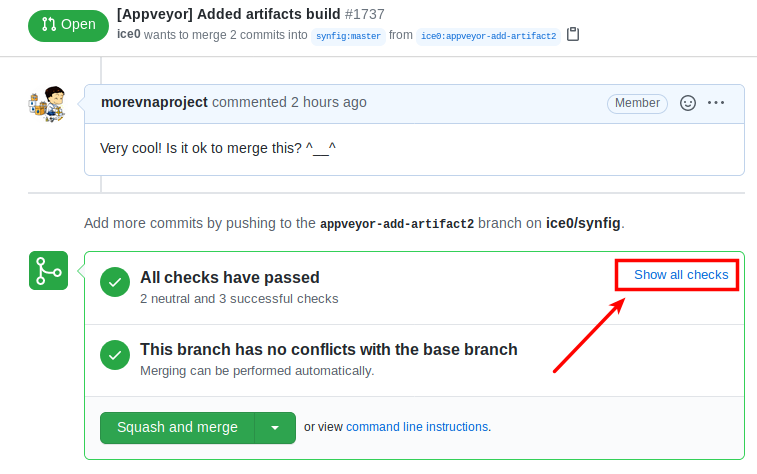 Open
[Appveyor] Added artifacts build #1737
ice0 wants to merge 2 commits into synfig:master from ice0:appveyor-add-artifact2
morevnaproject commented 2 hours ago
Member
Very cool! Is it ok to merge this? ^__^
Add more commits by pushing to the appveyor-add-artifact2 branch on ice0/synfig.
All checks have passed
Show all checks
2 neutral and 3 successful checks
This branch has no conflicts with the base branch
Merging can be performed automatically.
Squash and merge
or view command line instructions.